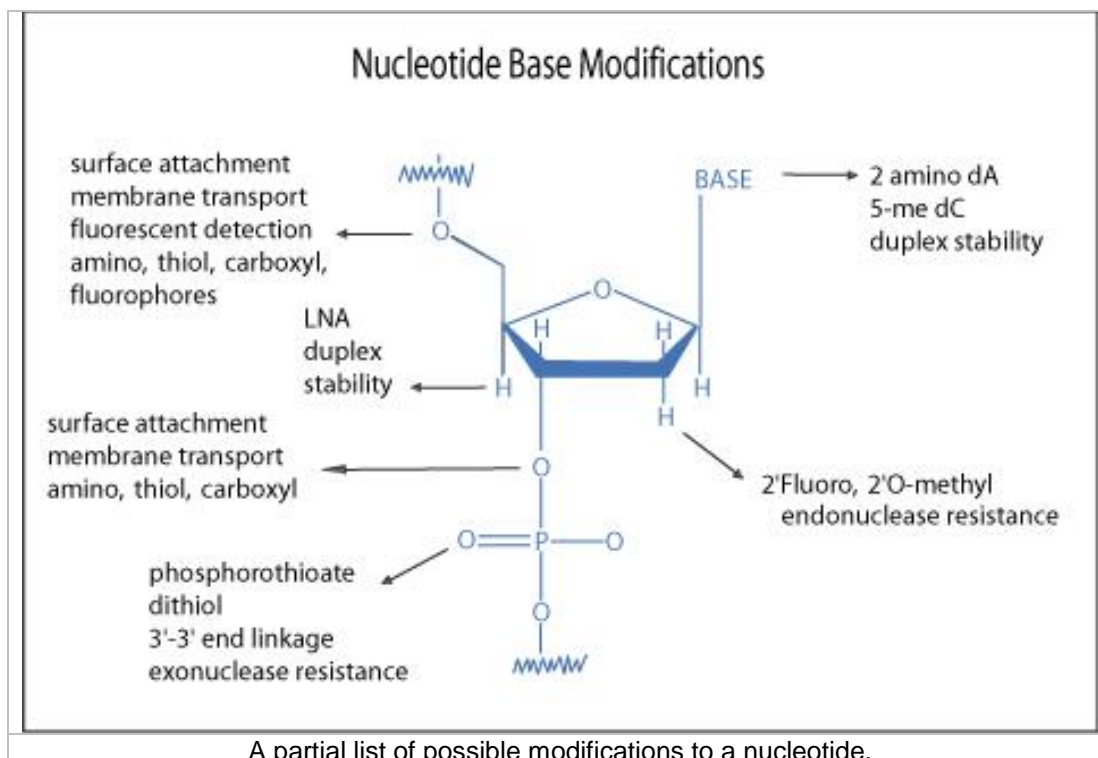 Nucleotide Base Modifications
surface attachment
membrane transport
fluorescent detection
amino, thiol, carboxyl,
fluorophores
BASE
2 amino dA
5-me dC
duplex stability
O
O
LNA
duplex
stability
H
H
H
H
H
surface attachment
membrane transport
amino, thiol, carboxyl
O
2'Fluoro, 2'O-methyl
endonuclease resistance
O
P
O
phosphorothioate
dithiol
3'-3' end linkage
exonuclease resistance
O
A partial list of possible modifications to a nucleotide.